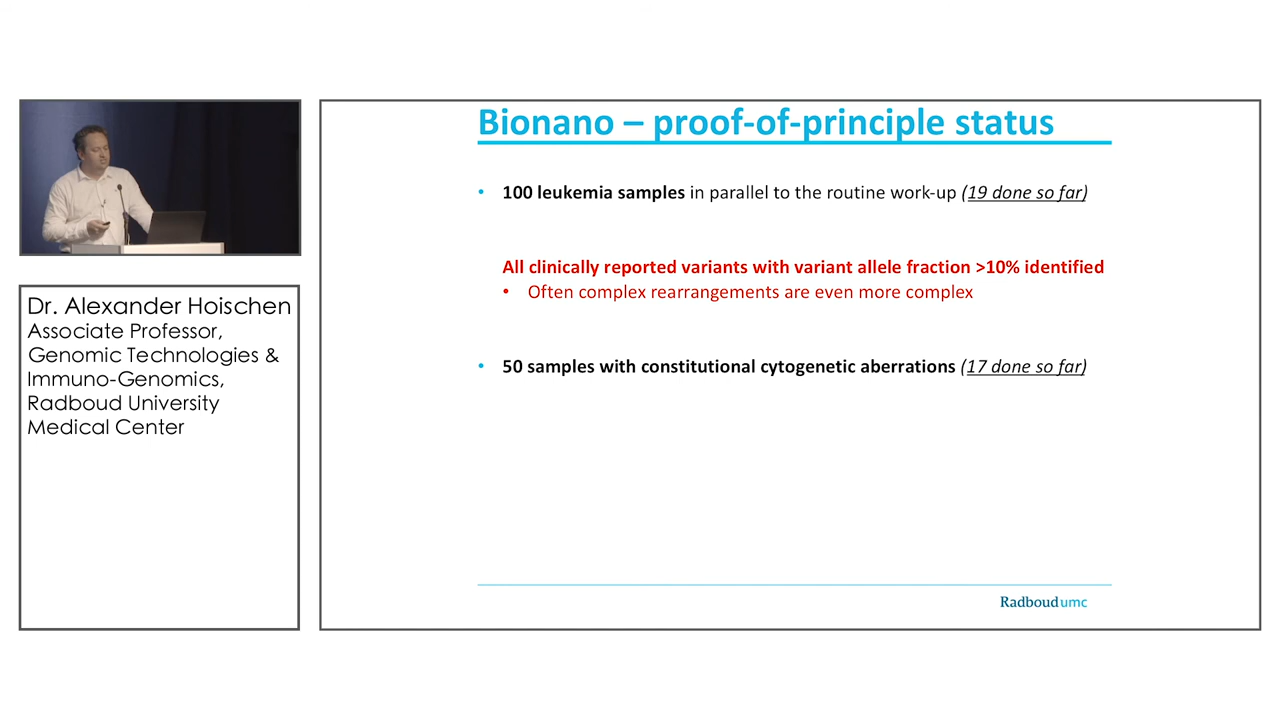 Bionano – proof-of-principle status
• 100 leukemia samples in parallel to the routine work-up (19 done so far)
All clinically reported variants with variant allele fraction >10% identified
• Often complex rearrangements are even more complex
• 50 samples with constitutional cytogenetic aberrations (17 done so far)
Radboudumc
Dr. Alexander Hoischen
Associate Professor,
Genomic Technologies &
Immuno-Genomics,
Radboud University
Medical Center